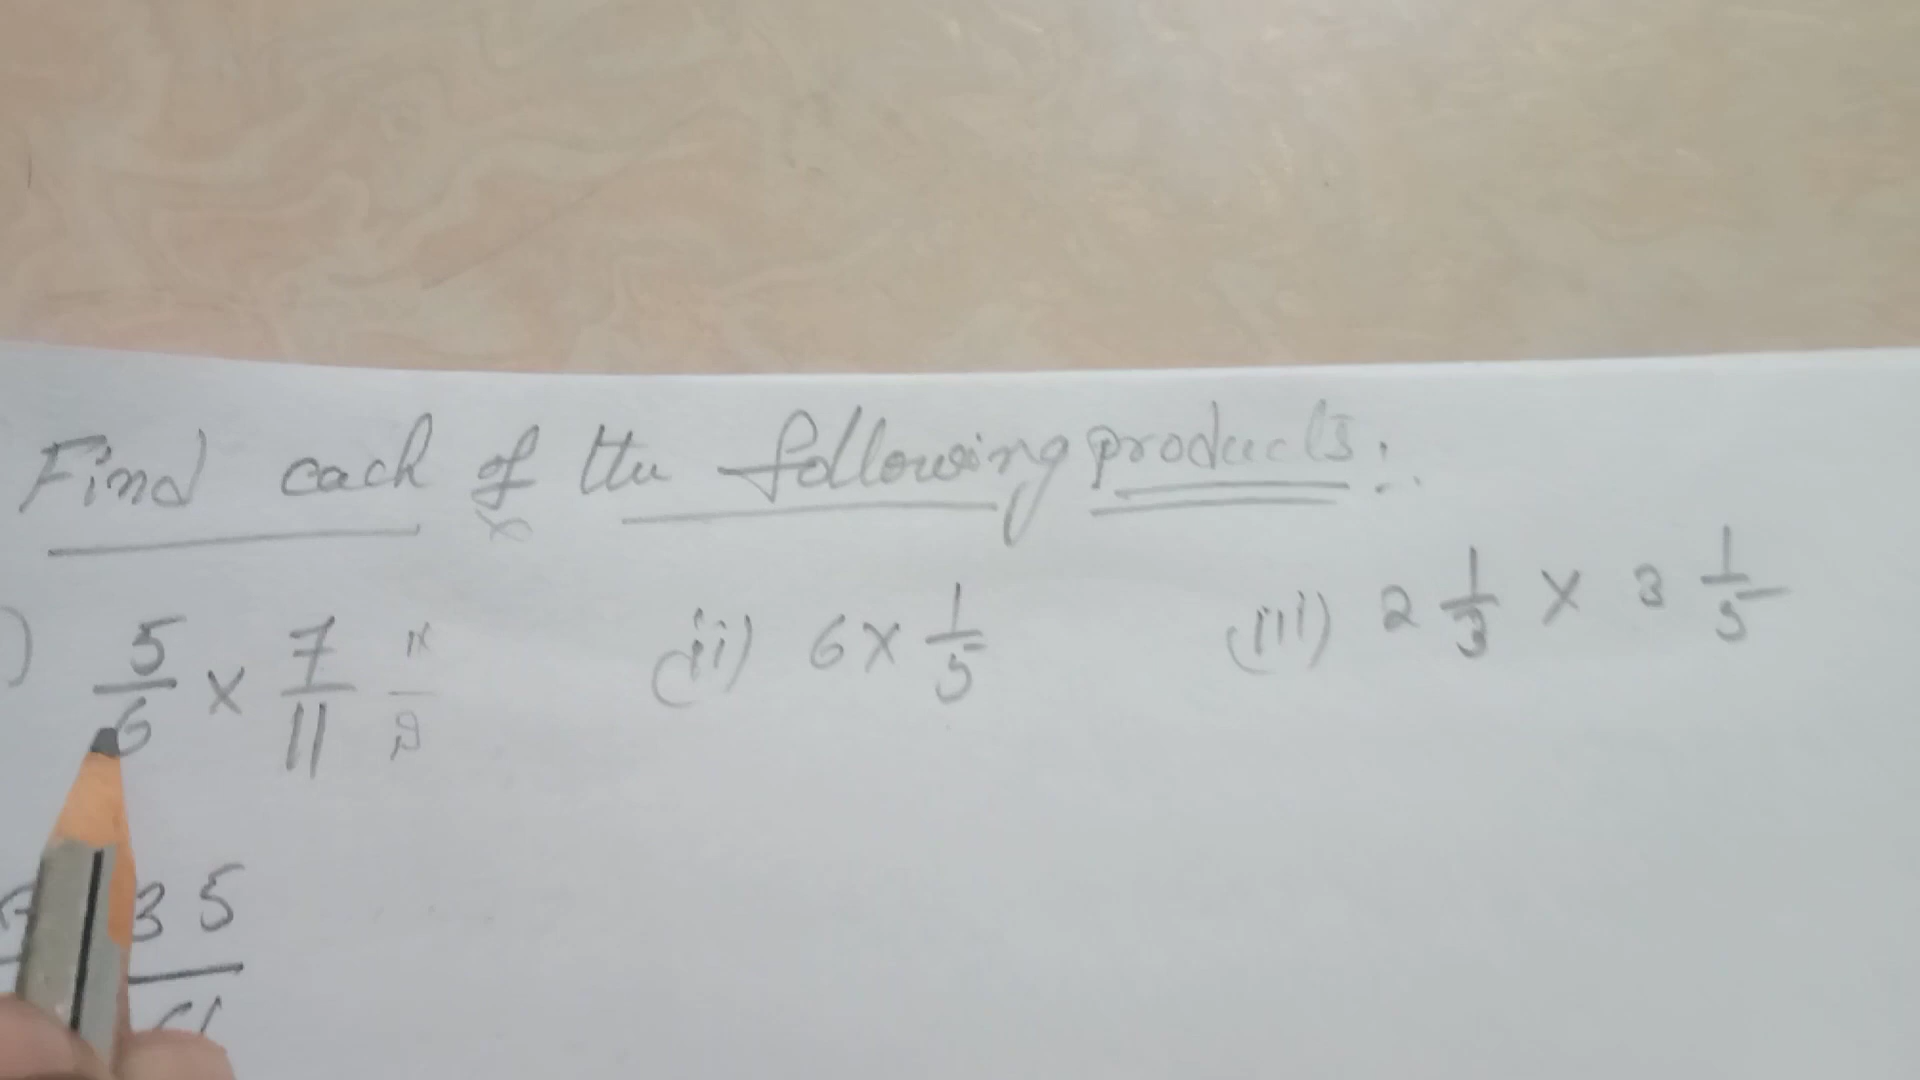 Find each of the following products:
) 5/6 × 7/11 N/D (ii) 6 × 1/5 (iii) 2 1/3 × 3 1/5
35